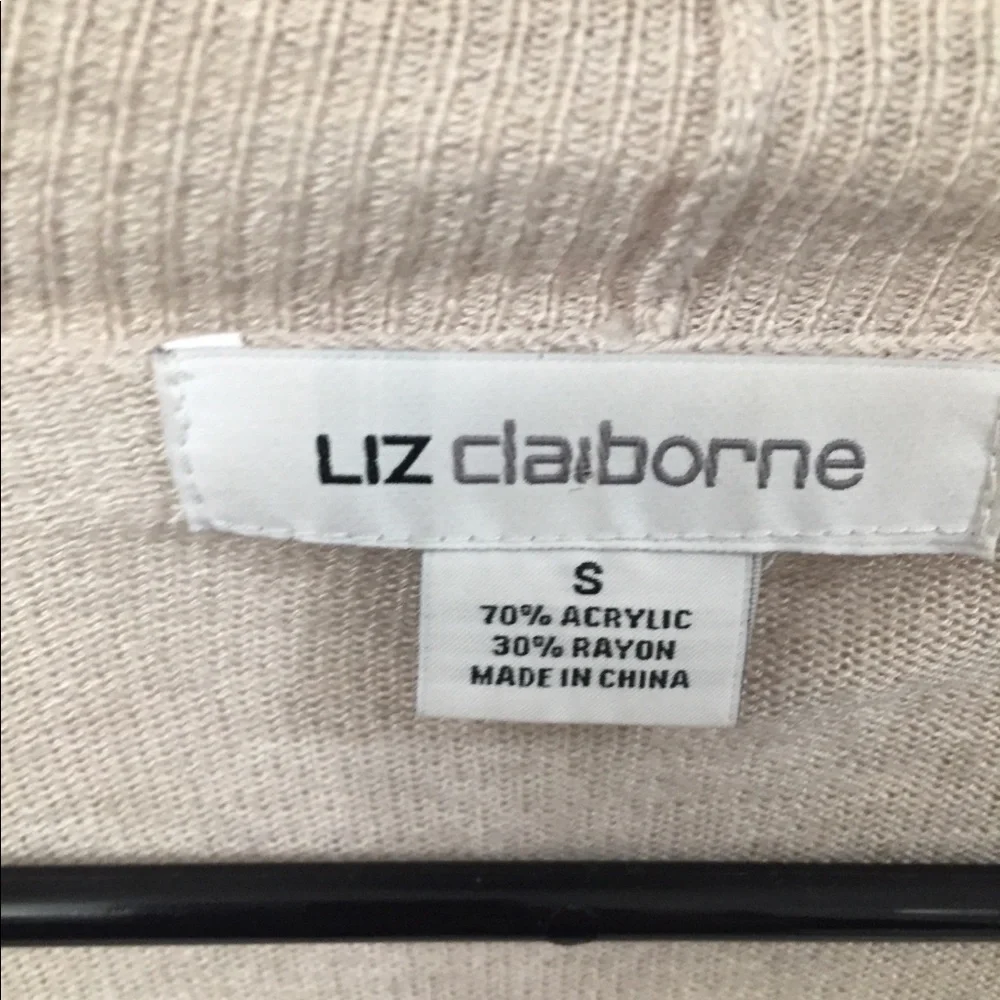 LIZ claiborne
S
70% ACRYLIC
30% RAYON
MADE IN CHINA